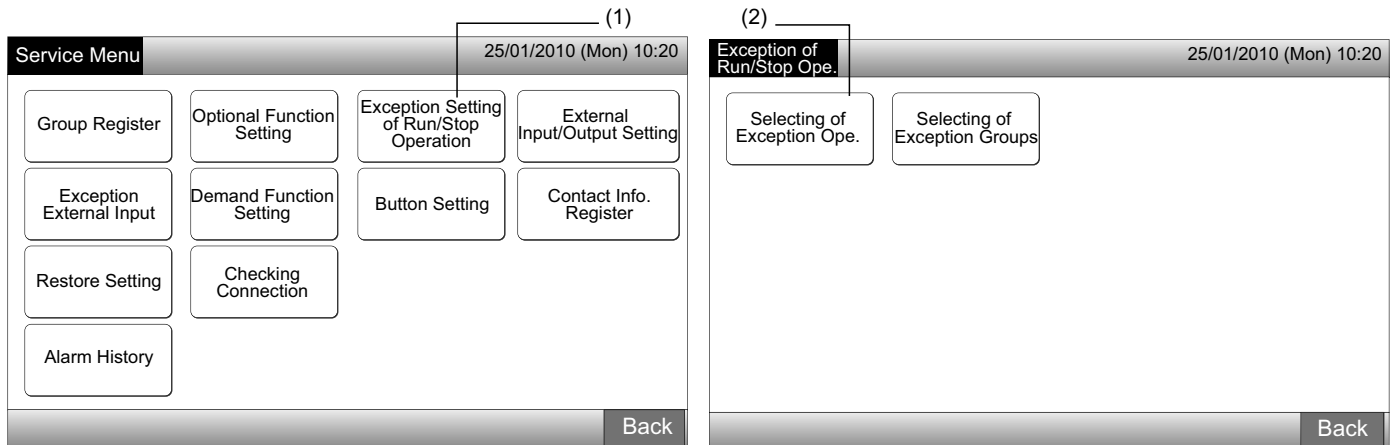 (1)
Service Menu
25/01/2010 (Mon) 10:20
Group Register
Optional Function
Setting
Exception Setting
of Run/Stop
Operation
External
Input/Output Setting
Exception
External Input
Demand Function
Setting
Button Setting
Contact Info.
Register
Restore Setting
Checking
Connection
Alarm History
Back
(2)
Exception of
Run/Stop Ope.
25/01/2010 (Mon) 10:20
Selecting of
Exception Ope.
Selecting of
Exception Groups
Back